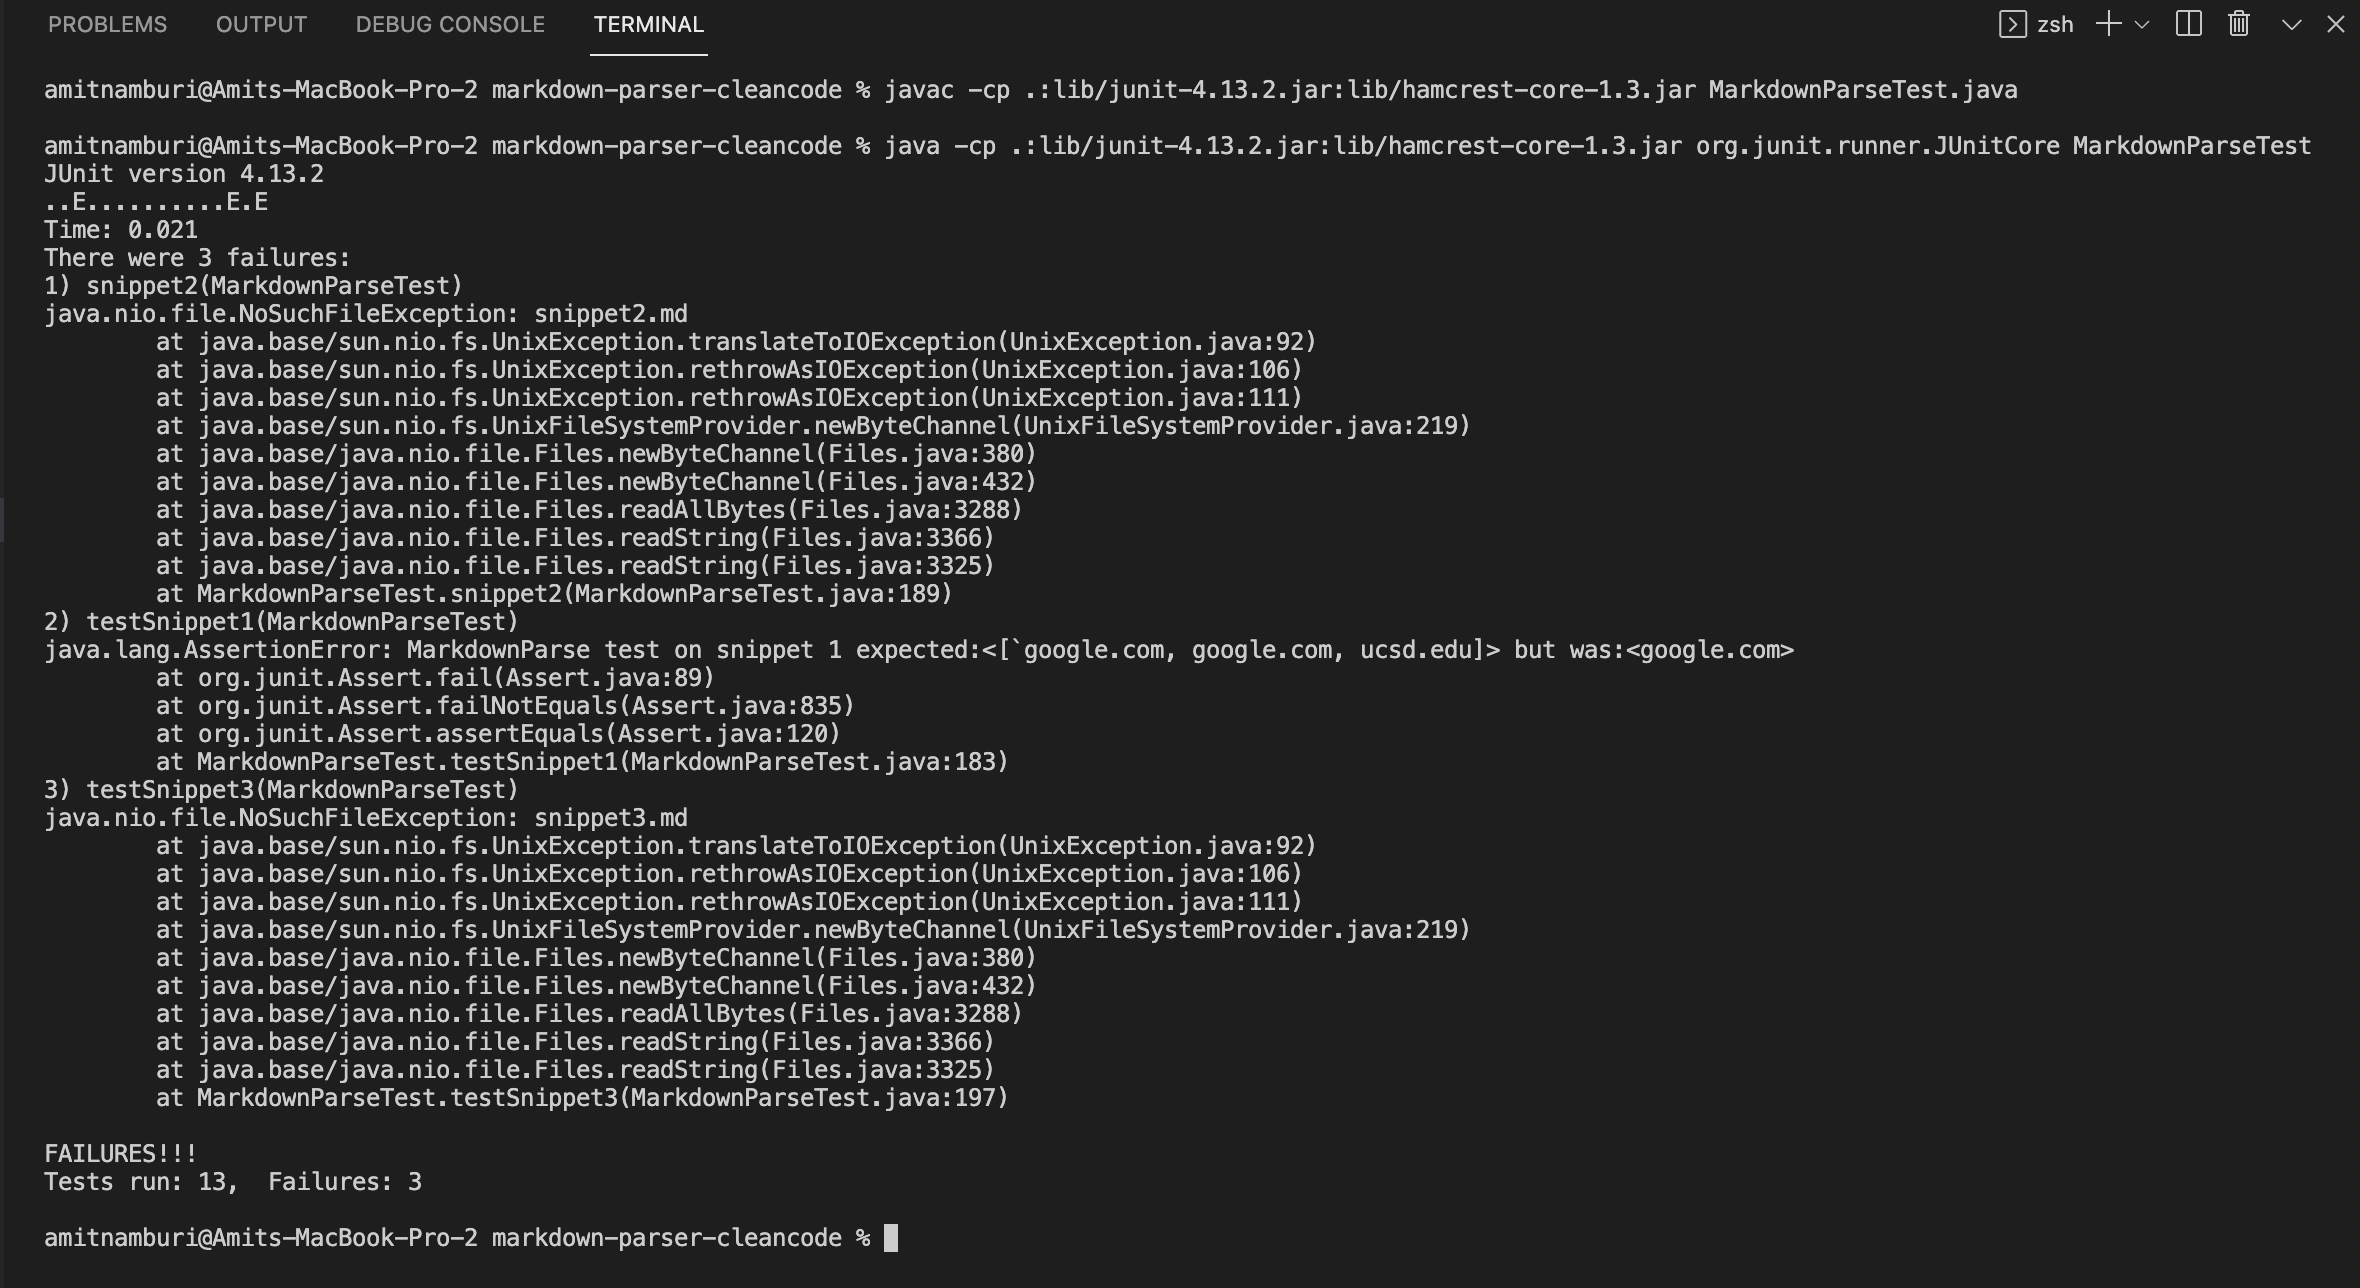 PROBLEMS OUTPUT DEBUG CONSOLE TERMINAL zsh
amitnamburi@Amits-MacBook-Pro-2 markdown-parser-cleancode % javac -cp .:lib/junit-4.13.2.jar:lib/hamcrest-core-1.3.jar MarkdownParseTest.java
amitnamburi@Amits-MacBook-Pro-2 markdown-parser-cleancode % java -cp .:lib/junit-4.13.2.jar:lib/hamcrest-core-1.3.jar org.junit.runner.JUnitCore MarkdownParseTest
JUnit version 4.13.2
..E..........E.E
Time: 0.021
There were 3 failures:
1) snippet2(MarkdownParseTest)
java.nio.file.NoSuchFileException: snippet2.md
at java.base/sun.nio.fs.UnixException.translateToIOException(UnixException.java:92)
at java.base/sun.nio.fs.UnixException.rethrowAsIOException(UnixException.java:106)
at java.base/sun.nio.fs.UnixException.rethrowAsIOException(UnixException.java:111)
at java.base/sun.nio.fs.UnixFileSystemProvider.newByteChannel(UnixFileSystemProvider.java:219)
at java.base/java.nio.file.Files.newByteChannel(Files.java:380)
at java.base/java.nio.file.Files.newByteChannel(Files.java:432)
at java.base/java.nio.file.Files.readAllBytes(Files.java:3288)
at java.base/java.nio.file.Files.readString(Files.java:3366)
at java.base/java.nio.file.Files.readString(Files.java:3325)
at MarkdownParseTest.snippet2(MarkdownParseTest.java:189)
2) testSnippet1(MarkdownParseTest)
java.lang.AssertionError: MarkdownParse test on snippet 1 expected:<[`google.com, google.com, ucsd.edu]> but was:<google.com>
at org.junit.Assert.fail(Assert.java:89)
at org.junit.Assert.failNotEquals(Assert.java:835)
at org.junit.Assert.assertEquals(Assert.java:120)
at MarkdownParseTest.testSnippet1(MarkdownParseTest.java:183)
3) testSnippet3(MarkdownParseTest)
java.nio.file.NoSuchFileException: snippet3.md
at java.base/sun.nio.fs.UnixException.translateToIOException(UnixException.java:92)
at java.base/sun.nio.fs.UnixException.rethrowAsIOException(UnixException.java:106)
at java.base/sun.nio.fs.UnixException.rethrowAsIOException(UnixException.java:111)
at java.base/sun.nio.fs.UnixFileSystemProvider.newByteChannel(UnixFileSystemProvider.java:219)
at java.base/java.nio.file.Files.newByteChannel(Files.java:380)
at java.base/java.nio.file.Files.newByteChannel(Files.java:432)
at java.base/java.nio.file.Files.readAllBytes(Files.java:3288)
at java.base/java.nio.file.Files.readString(Files.java:3366)
at java.base/java.nio.file.Files.readString(Files.java:3325)
at MarkdownParseTest.testSnippet3(MarkdownParseTest.java:197)
FAILURES!!!
Tests run: 13,  Failures: 3
amitnamburi@Amits-MacBook-Pro-2 markdown-parser-cleancode %